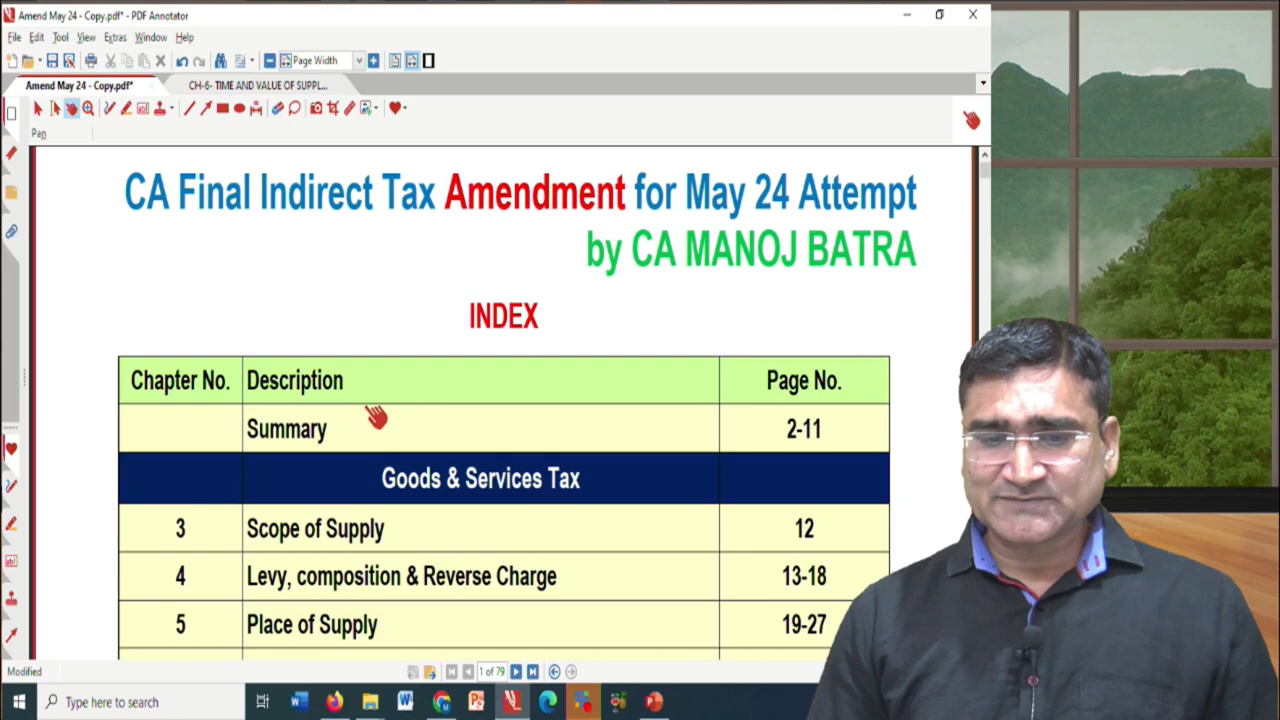 Amend May 24 - Copy.pdf* - PDF Annotator
File Edit Tool View Extras Window Help
Page Width
Amend May 24 - Copy.pdf*
CH-6- TIME AND VALUE OF SUPPL...
Pan
CA Final Indirect Tax Amendment for May 24 Attempt
by CA MANOJ BATRA
INDEX
Chapter No. Description Page No.
Summary 2-11
Goods & Services Tax
3 Scope of Supply 12
4 Levy, composition & Reverse Charge 13-18
5 Place of Supply 19-27
Modified
1 of 79
Type here to search